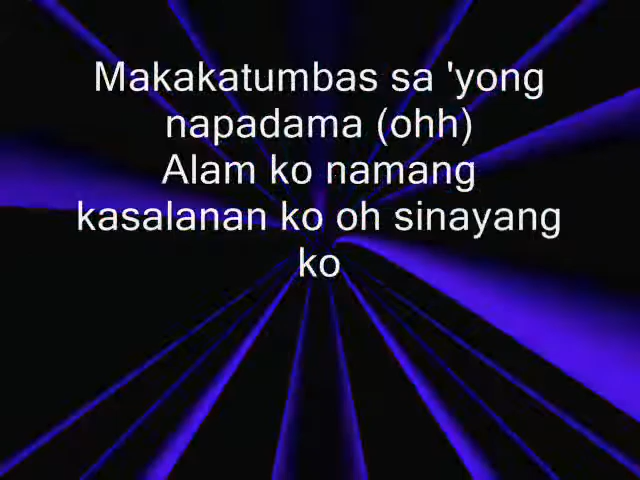 Makakatumbas sa 'yong
napadama (ohh)
Alam ko namang
kasalanan ko oh sinayang
ko